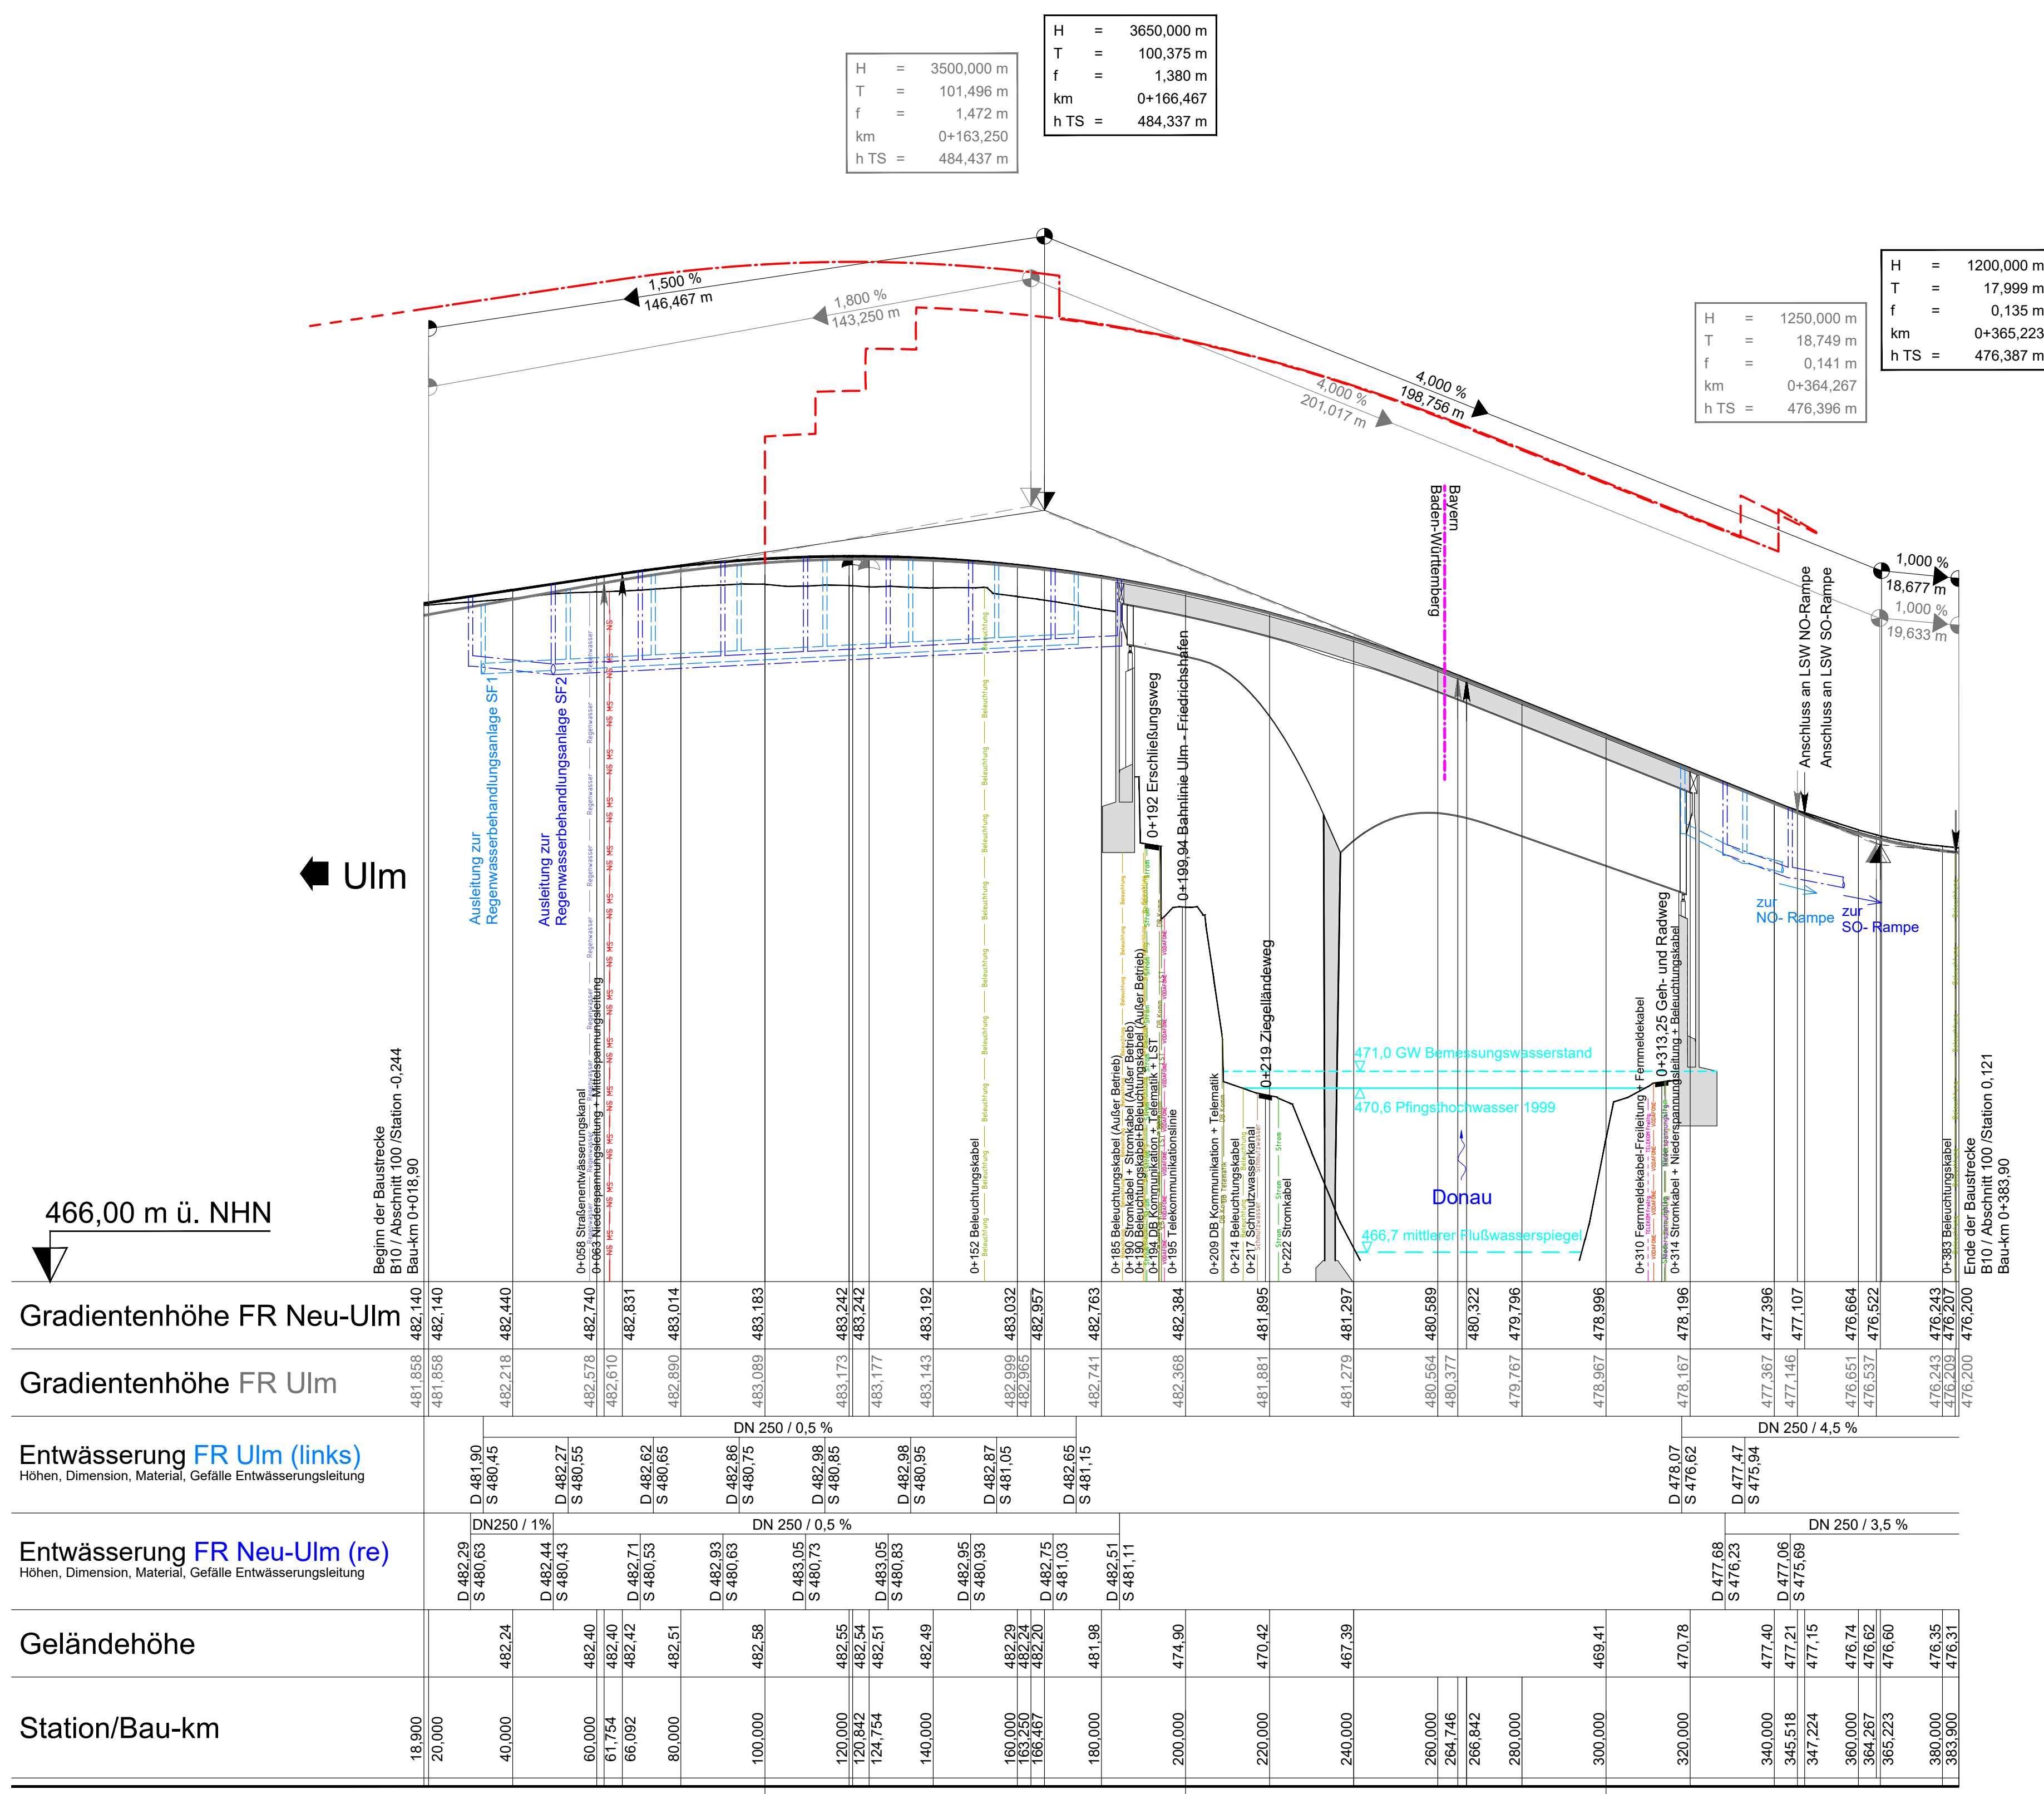 H = 3650,000 m
T = 100,375 m
f = 1,380 m
km 0+166,467
h TS = 484,337 m
H = 3500,000 m
T = 101,496 m
f = 1,472 m
km 0+163,250
h TS = 484,437 m
H = 1200,000 m
T = 17,999 m
f = 0,135 m
km 0+365,223
h TS = 476,387 m
H = 1250,000 m
T = 18,749 m
f = 0,141 m
km 0+364,267
h TS = 476,396 m
1,500 %
146,467 m
1,800 %
143,250 m
4,000 %
198,756 m
4,000 %
201,017 m
1,000 %
18,677 m
1,000 %
19,633 m
Bayern
Baden-Württemberg
Anschluss an LSW NO-Rampe
Anschluss an LSW SO-Rampe
Ausleitung zur
Regenwasserbehandlungsanlage SF1
Ausleitung zur
Regenwasserbehandlungsanlage SF2
Ulm
0+192 Erschließungsweg
0+199,94 Bahnlinie Ulm - Friedrichshafen
0+219 Ziegelländeweg
0+313,25 Geh- und Radweg
zur
NO- Rampe
zur
SO- Rampe
471,0 GW Bemessungswasserstand
470,6 Pfingsthochwasser 1999
466,7 mittlerer Flußwasserspiegel
Donau
466,00 m ü. NHN
Beginn der Baustrecke
B10 / Abschnitt 100 /Station -0,244
Bau-km 0+018,90
0+058 Straßenentwässerungskanal
0+063 Niederspannungsleitung + Mittelspannungsleitung
0+152 Beleuchtungskabel
0+185 Beleuchtungskabel (Außer Betrieb)
0+190 Stromkabel + Stromkabel (Außer Betrieb)
0+190 Beleuchtungskabel+Beleuchtungskabel (Außer Betrieb)
0+194 DB Kommunikation + Telematik + LST
0+195 Telekommunikationslinie
0+209 DB Kommunikation + Telematik
0+214 Beleuchtungskabel
0+217 Schmutzwasserkanal
0+222 Stromkabel
0+310 Fernmeldekabel-Freileitung + Fernmeldekabel
0+314 Stromkabel + Niederspannungsleitung + Beleuchtungskabel
0+383 Beleuchtungskabel
Ende der Baustrecke
B10 / Abschnitt 100 /Station 0,121
Bau-km 0+383,90
Regenwasser
NS MS
Beleuchtung
Strom
VODAFONE
Gradientenhöhe FR Neu-Ulm
482,140 482,140 482,440 482,740 482,831 483,014 483,183 483,242 483,242 483,192 483,032 482,957 482,763 482,384 481,895 481,297 480,589 480,322 479,796 478,996 478,196 477,396 477,107 476,664 476,522 476,243 476,207 476,200
Gradientenhöhe FR Ulm
481,858 481,858 482,218 482,578 482,610 482,890 483,089 483,173 483,177 483,143 482,999 482,965 482,741 482,368 481,881 481,279 480,564 480,377 479,767 478,967 478,167 477,367 477,146 476,651 476,537 476,243 476,209 476,200
Entwässerung FR Ulm (links)
Höhen, Dimension, Material, Gefälle Entwässerungsleitung
DN 250 / 0,5 %
DN 250 / 4,5 %
D 481,90
S 480,45
D 482,27
S 480,55
D 482,62
S 480,65
D 482,86
S 480,75
D 482,98
S 480,85
D 482,98
S 480,95
D 482,87
S 481,05
D 482,65
S 481,15
D 478,07
S 476,62
D 477,47
S 475,94
Entwässerung FR Neu-Ulm (re)
Höhen, Dimension, Material, Gefälle Entwässerungsleitung
DN250 / 1%
DN 250 / 0,5 %
DN 250 / 3,5 %
D 482,29
S 480,63
D 482,44
S 480,43
D 482,71
S 480,53
D 482,93
S 480,63
D 483,05
S 480,73
D 483,05
S 480,83
D 482,95
S 480,93
D 482,75
S 481,03
D 482,51
S 481,11
D 477,68
S 476,23
D 477,06
S 475,69
Geländehöhe
482,24 482,40 482,40 482,42 482,51 482,58 482,55 482,54 482,51 482,49 482,29 482,24 482,20 481,98 474,90 470,42 467,39 469,41 470,78 477,40 477,21 477,15 476,74 476,62 476,60 476,35 476,31
Station/Bau-km
18,900 20,000 40,000 60,000 61,754 66,092 80,000 100,000 120,000 120,842 124,754 140,000 160,000 163,250 166,467 180,000 200,000 220,000 240,000 260,000 264,746 266,842 280,000 300,000 320,000 340,000 345,518 347,224 360,000 364,267 365,223 380,000 383,900